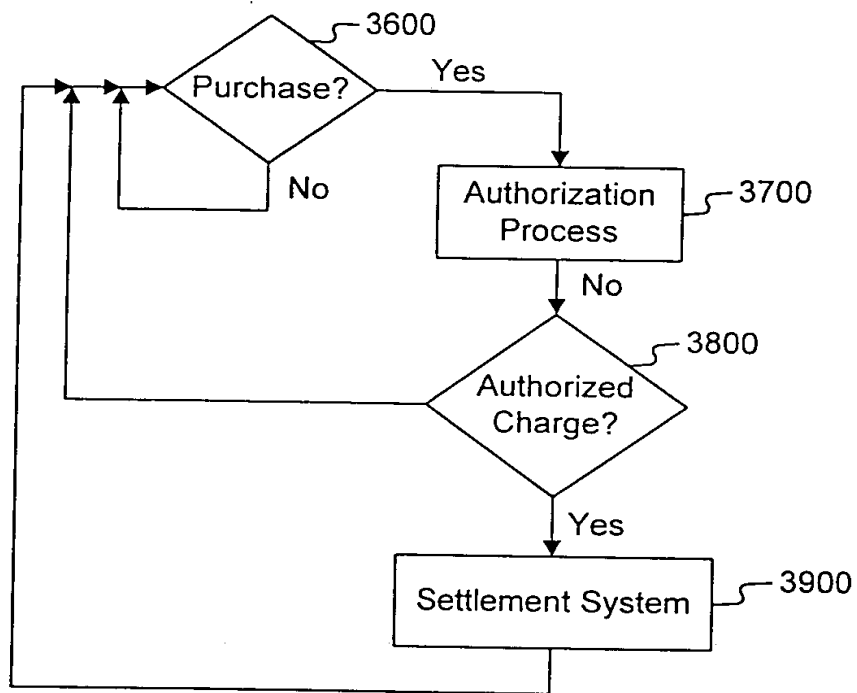 3600
Purchase?
Yes
No
Authorization
Process
3700
No
3800
Authorized
Charge?
Yes
Settlement System
3900